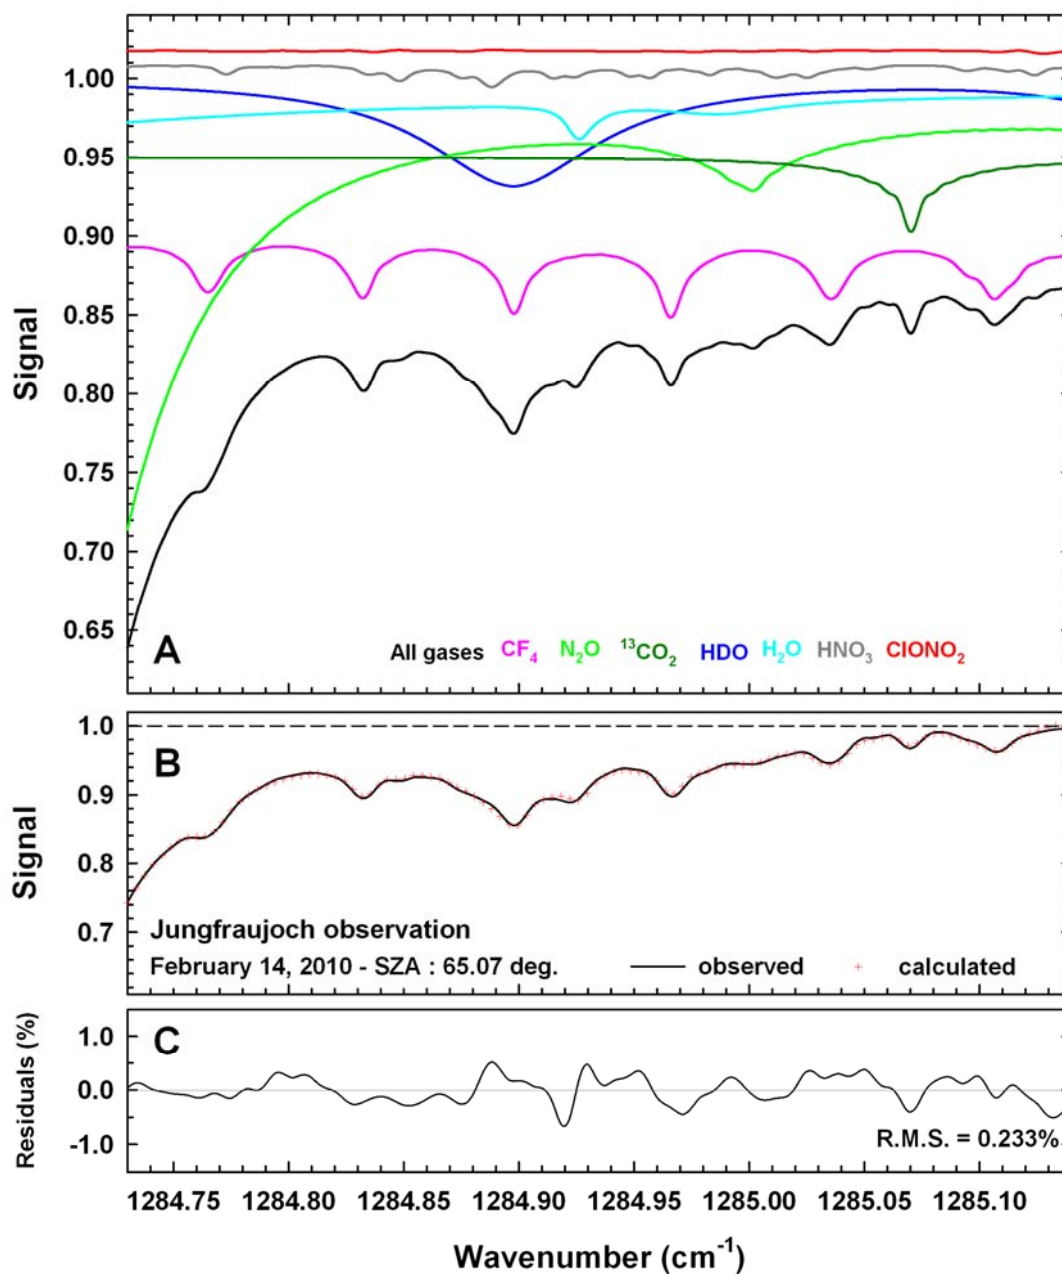 Signal
1.00
0.95
0.90
0.85
0.80
0.75
0.70
0.65
A
All gases CF₄ N₂O ¹³CO₂ HDO H₂O HNO₃ ClONO₂
Signal
1.0
0.9
0.8
0.7
B
Jungfraujoch observation
February 14, 2010 - SZA : 65.07 deg.
observed
calculated
Residuals (%)
1.0
0.0
-1.0
C
R.M.S. = 0.233%
1284.75 1284.80 1284.85 1284.90 1284.95 1285.00 1285.05 1285.10
Wavenumber (cm⁻¹)